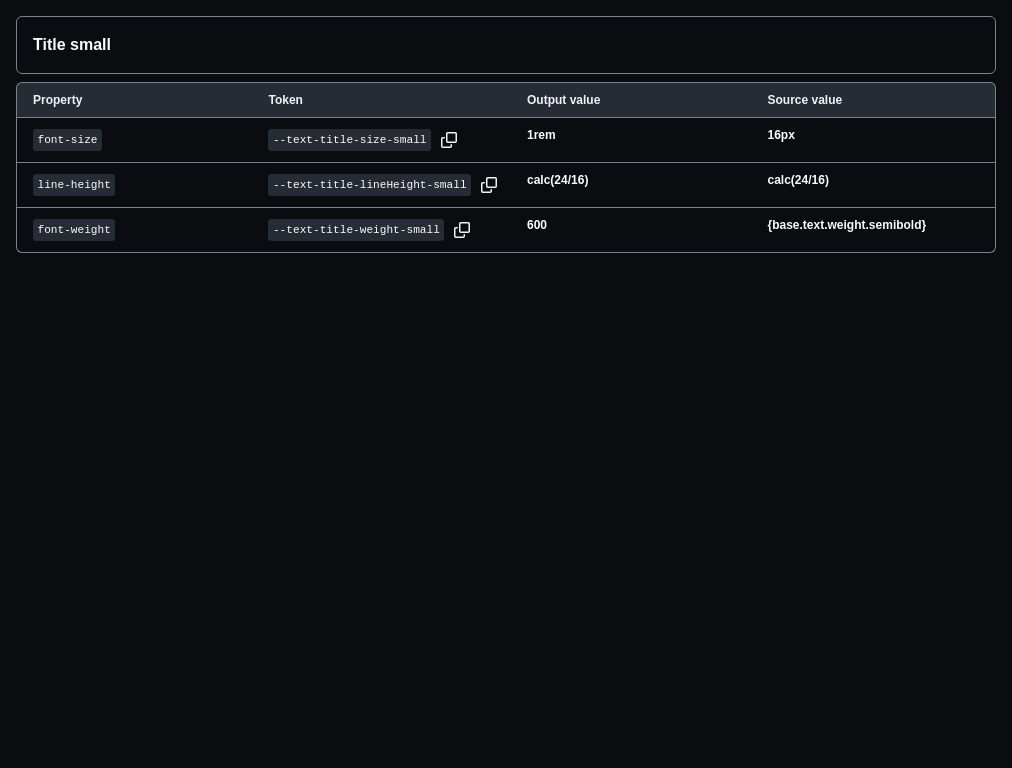 Title small
Property Token Output value Source value
font-size --text-title-size-small 1rem 16px
line-height --text-title-lineHeight-small calc(24/16) calc(24/16)
font-weight --text-title-weight-small 600 {base.text.weight.semibold}